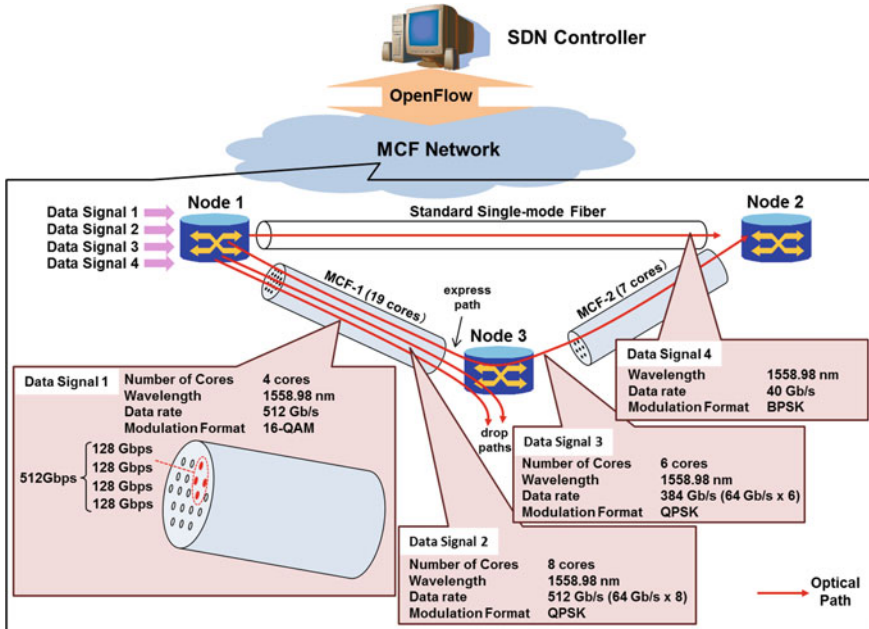 SDN Controller
OpenFlow
MCF Network
Node 1
Node 2
Data Signal 1
Data Signal 2
Data Signal 3
Data Signal 4
Standard Single-mode Fiber
MCF-1 (19 cores)
express
path
MCF-2 (7 cores)
Node 3
drop
paths
Data Signal 1
Number of Cores 4 cores
Wavelength 1558.98 nm
Data rate 512 Gb/s
Modulation Format 16-QAM
512Gbps
128 Gbps
128 Gbps
128 Gbps
128 Gbps
Data Signal 4
Wavelength 1558.98 nm
Data rate 40 Gb/s
Modulation Format BPSK
Data Signal 3
Number of Cores 6 cores
Wavelength 1558.98 nm
Data rate 384 Gb/s (64 Gb/s x 6)
Modulation Format QPSK
Data Signal 2
Number of Cores 8 cores
Wavelength 1558.98 nm
Data rate 512 Gb/s (64 Gb/s x 8)
Modulation Format QPSK
Optical
Path